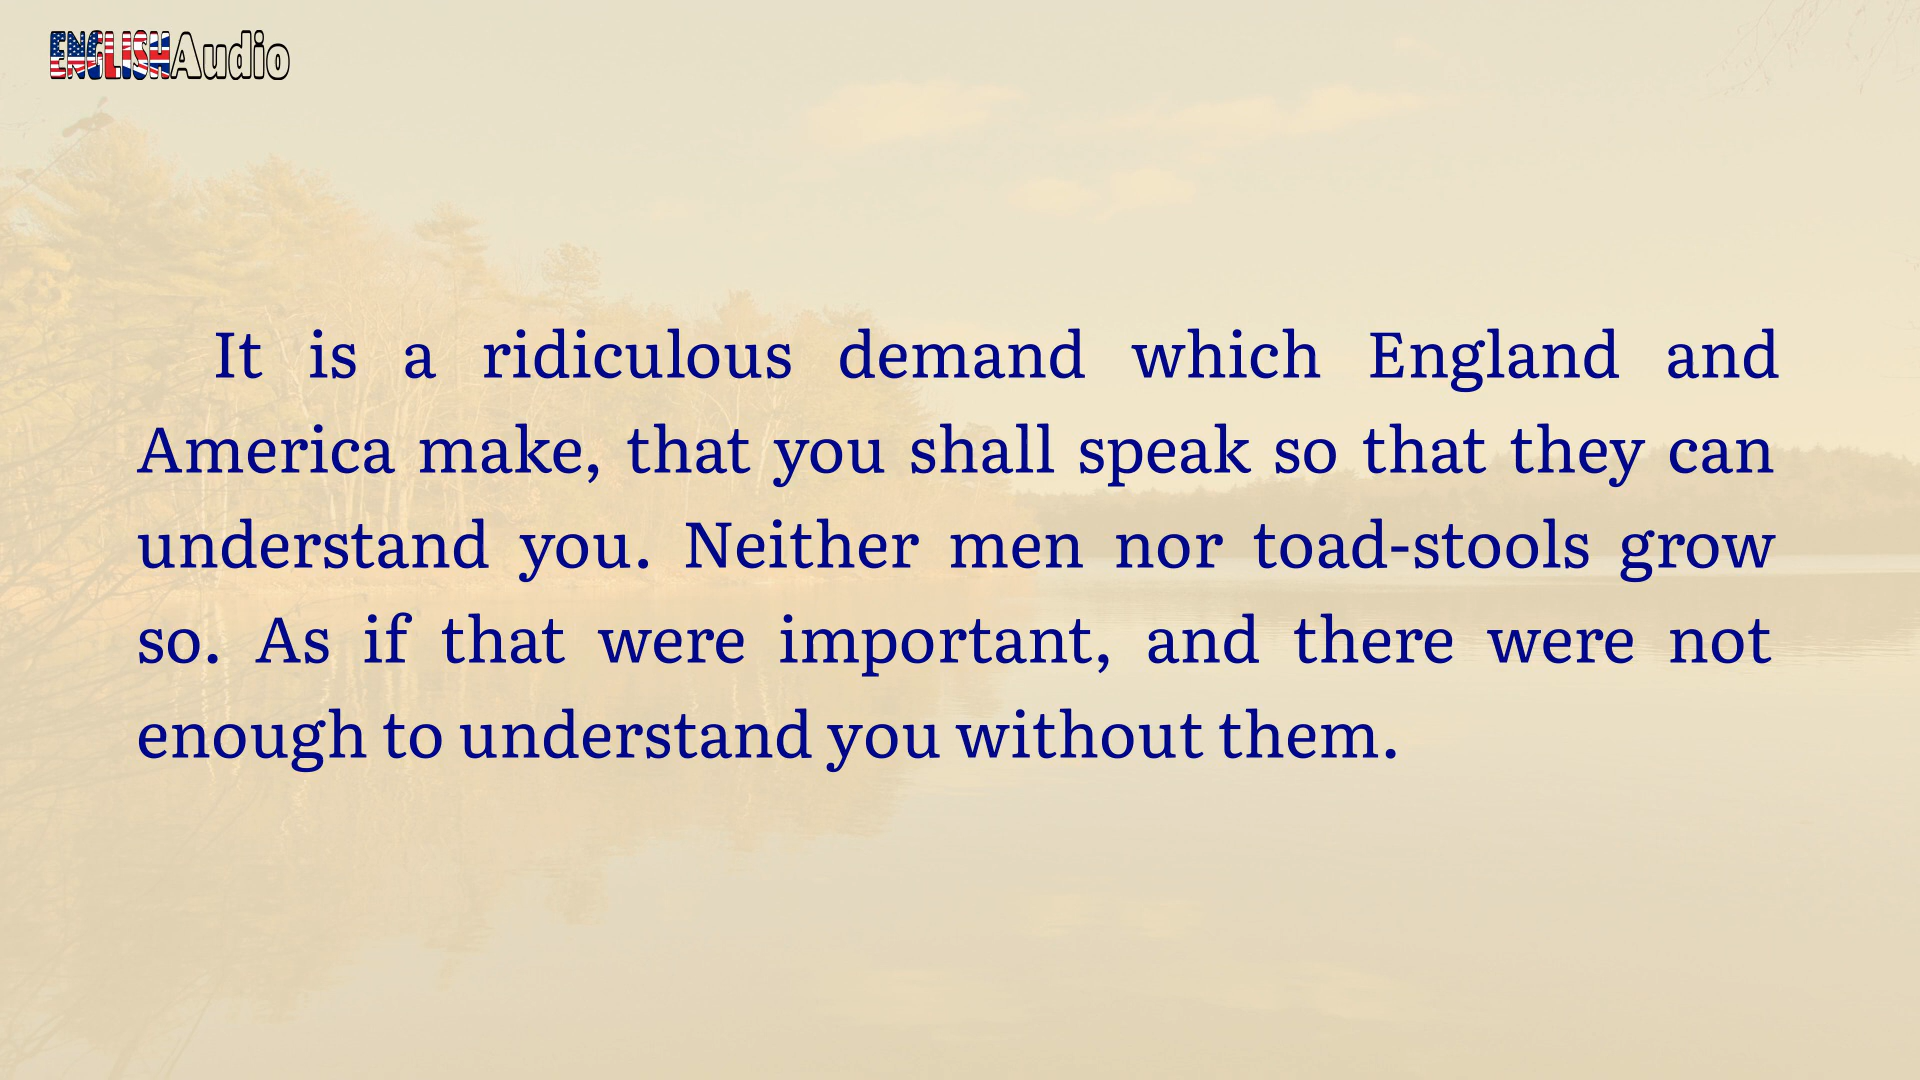 ENGLISHAudio
It is a ridiculous demand which England and
America make, that you shall speak so that they can
understand you. Neither men nor toad-stools grow
so. As if that were important, and there were not
enough to understand you without them.